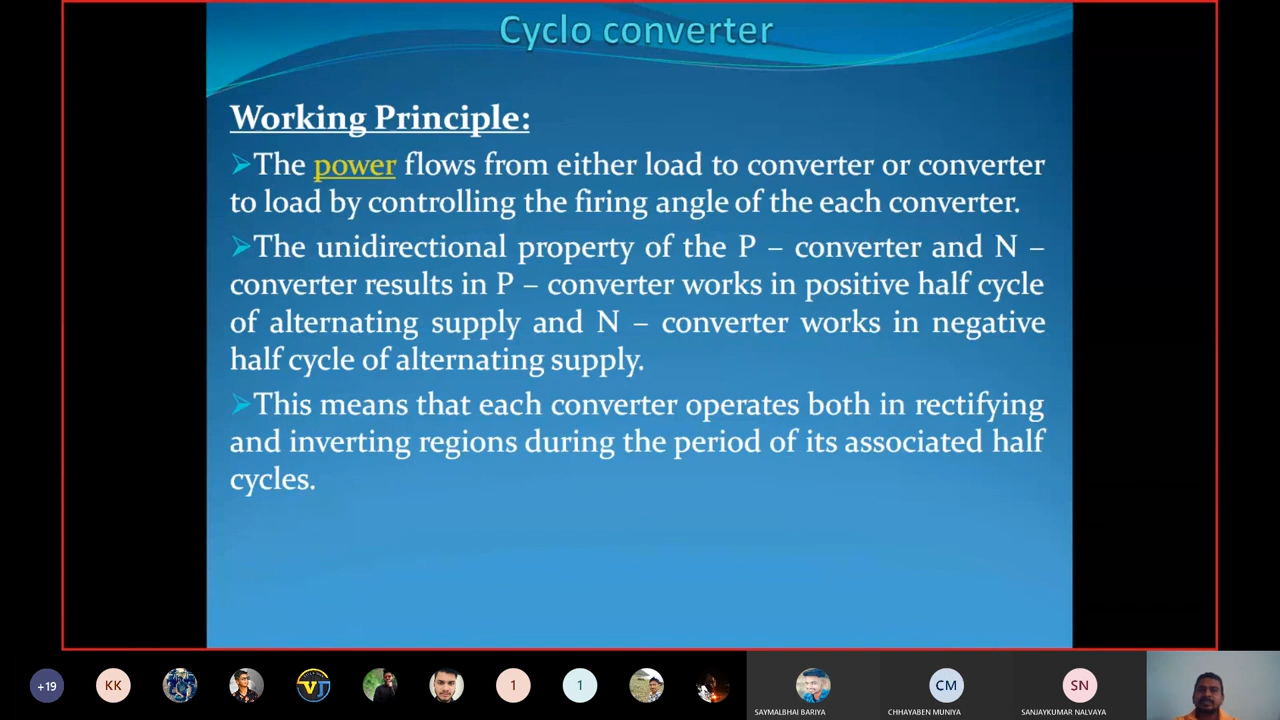 Cyclo converter
Working Principle:
➢The power flows from either load to converter or converter
to load by controlling the firing angle of the each converter.
➢The unidirectional property of the P – converter and N –
converter results in P – converter works in positive half cycle
of alternating supply and N – converter works in negative
half cycle of alternating supply.
➢This means that each converter operates both in rectifying
and inverting regions during the period of its associated half
cycles.
+19
KK
VT
1
1
CM
SN
SAYMALBHAI BARIYA
CHHAYABEN MUNIYA
SANJAYKUMAR NALVAYA